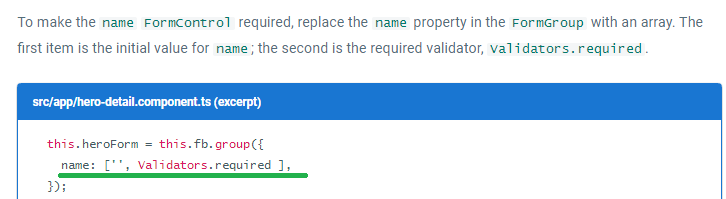 To make the name FormControl required, replace the name property in the FormGroup with an array. The
first item is the initial value for name; the second is the required validator, Validators.required.
src/app/hero-detail.component.ts (excerpt)
this.heroForm = this.fb.group({
name: ['', Validators.required ],
});